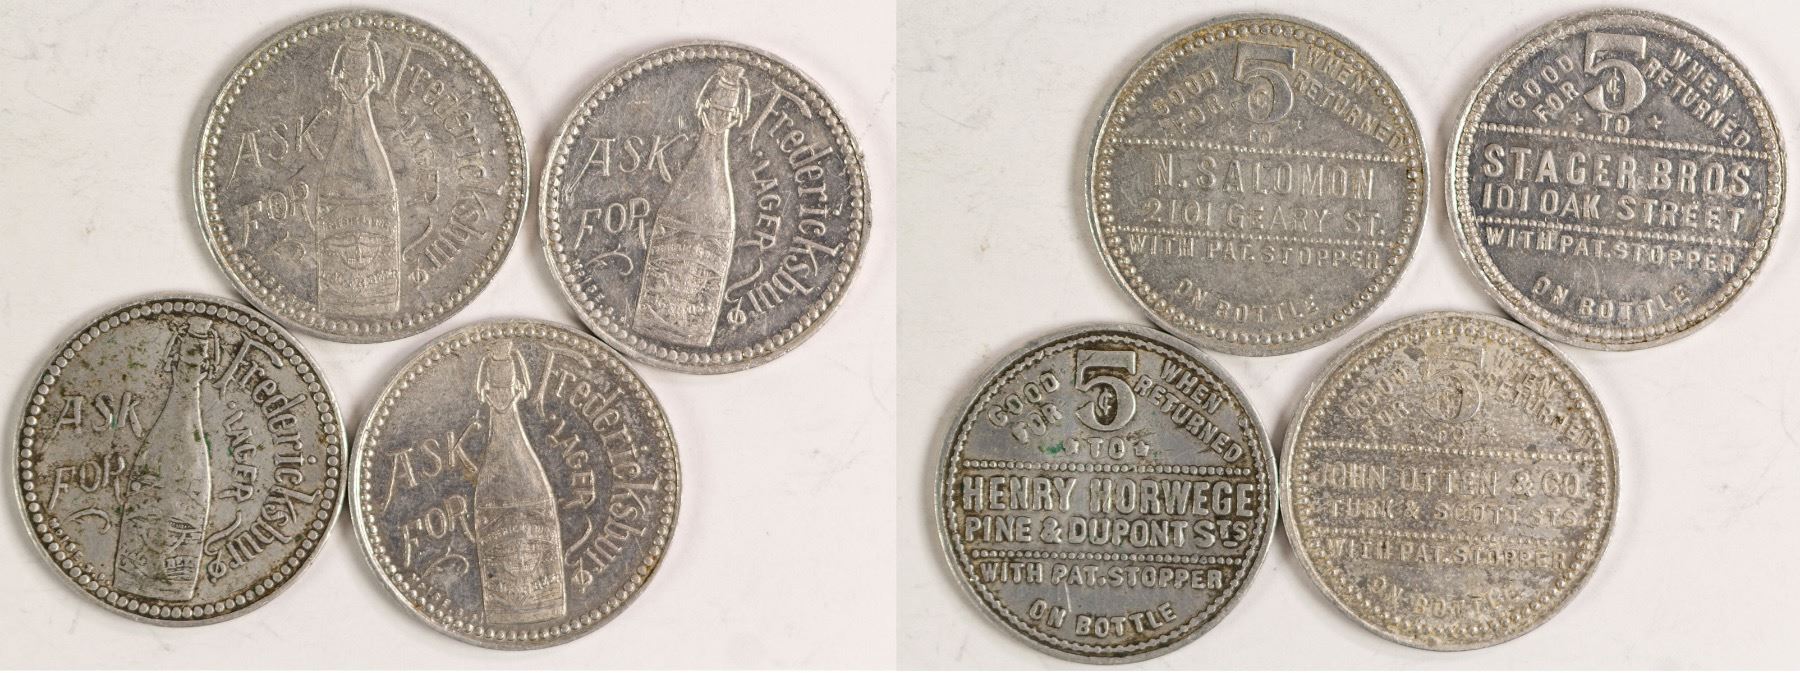 ASK FOR
Fredericksburg
LAGER
ASK FOR
Fredericksburg
LAGER
ASK FOR
Fredericksburg
LAGER
ASK FOR
Fredericksburg
LAGER
GOOD FOR 5¢ WHEN RETURNED
TO
N. SALOMON
2101 GEARY ST.
WITH PAT. STOPPER
ON BOTTLE
GOOD FOR 5¢ WHEN RETURNED
TO
STAGER BROS.
101 OAK STREET
WITH PAT. STOPPER
ON BOTTLE
GOOD FOR 5¢ WHEN RETURNED
TO
HENRY HORWEGE
PINE & DUPONT STS
WITH PAT. STOPPER
ON BOTTLE
GOOD FOR 5¢ WHEN RETURNED
TO
JOHN UTTEN & CO.
TURK & SCOTT STS
WITH PAT. STOPPER
ON BOTTLE